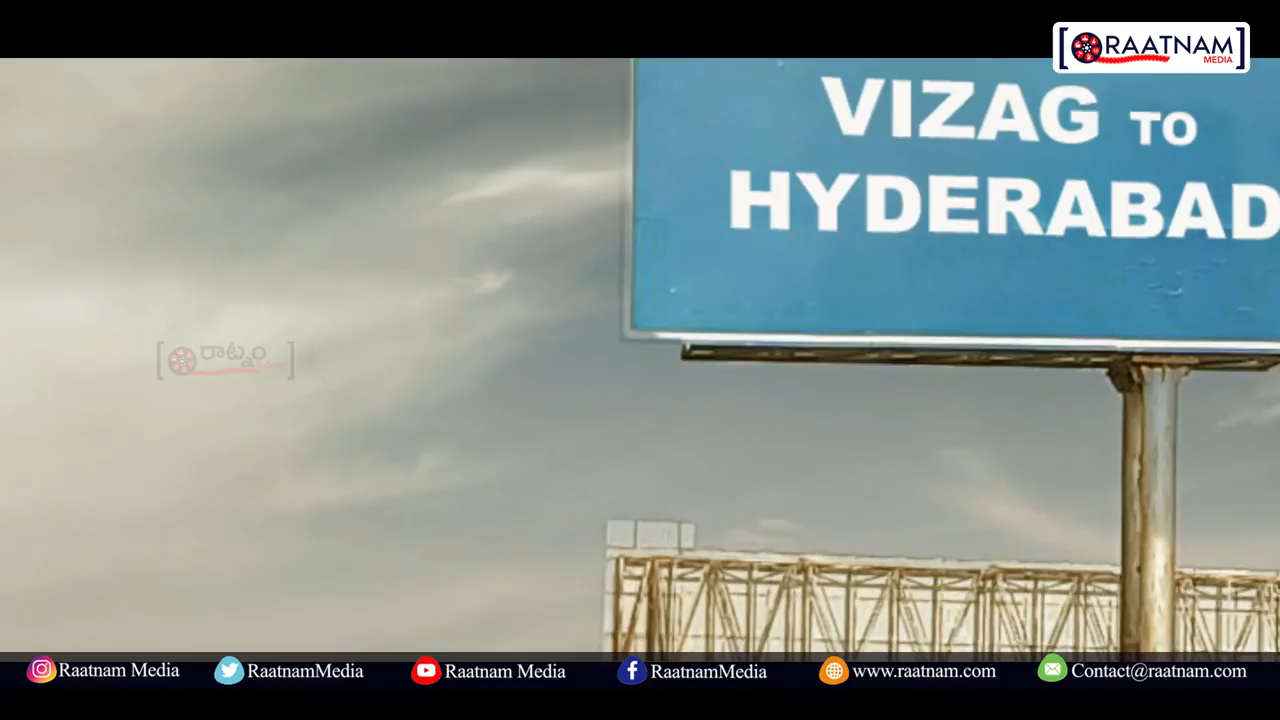 [RAATNAM]
MEDIA
VIZAG TO
HYDERABAD
[రాట్నం]
Raatnam Media
RaatnamMedia
Raatnam Media
RaatnamMedia
www.raatnam.com
Contact@raatnam.com